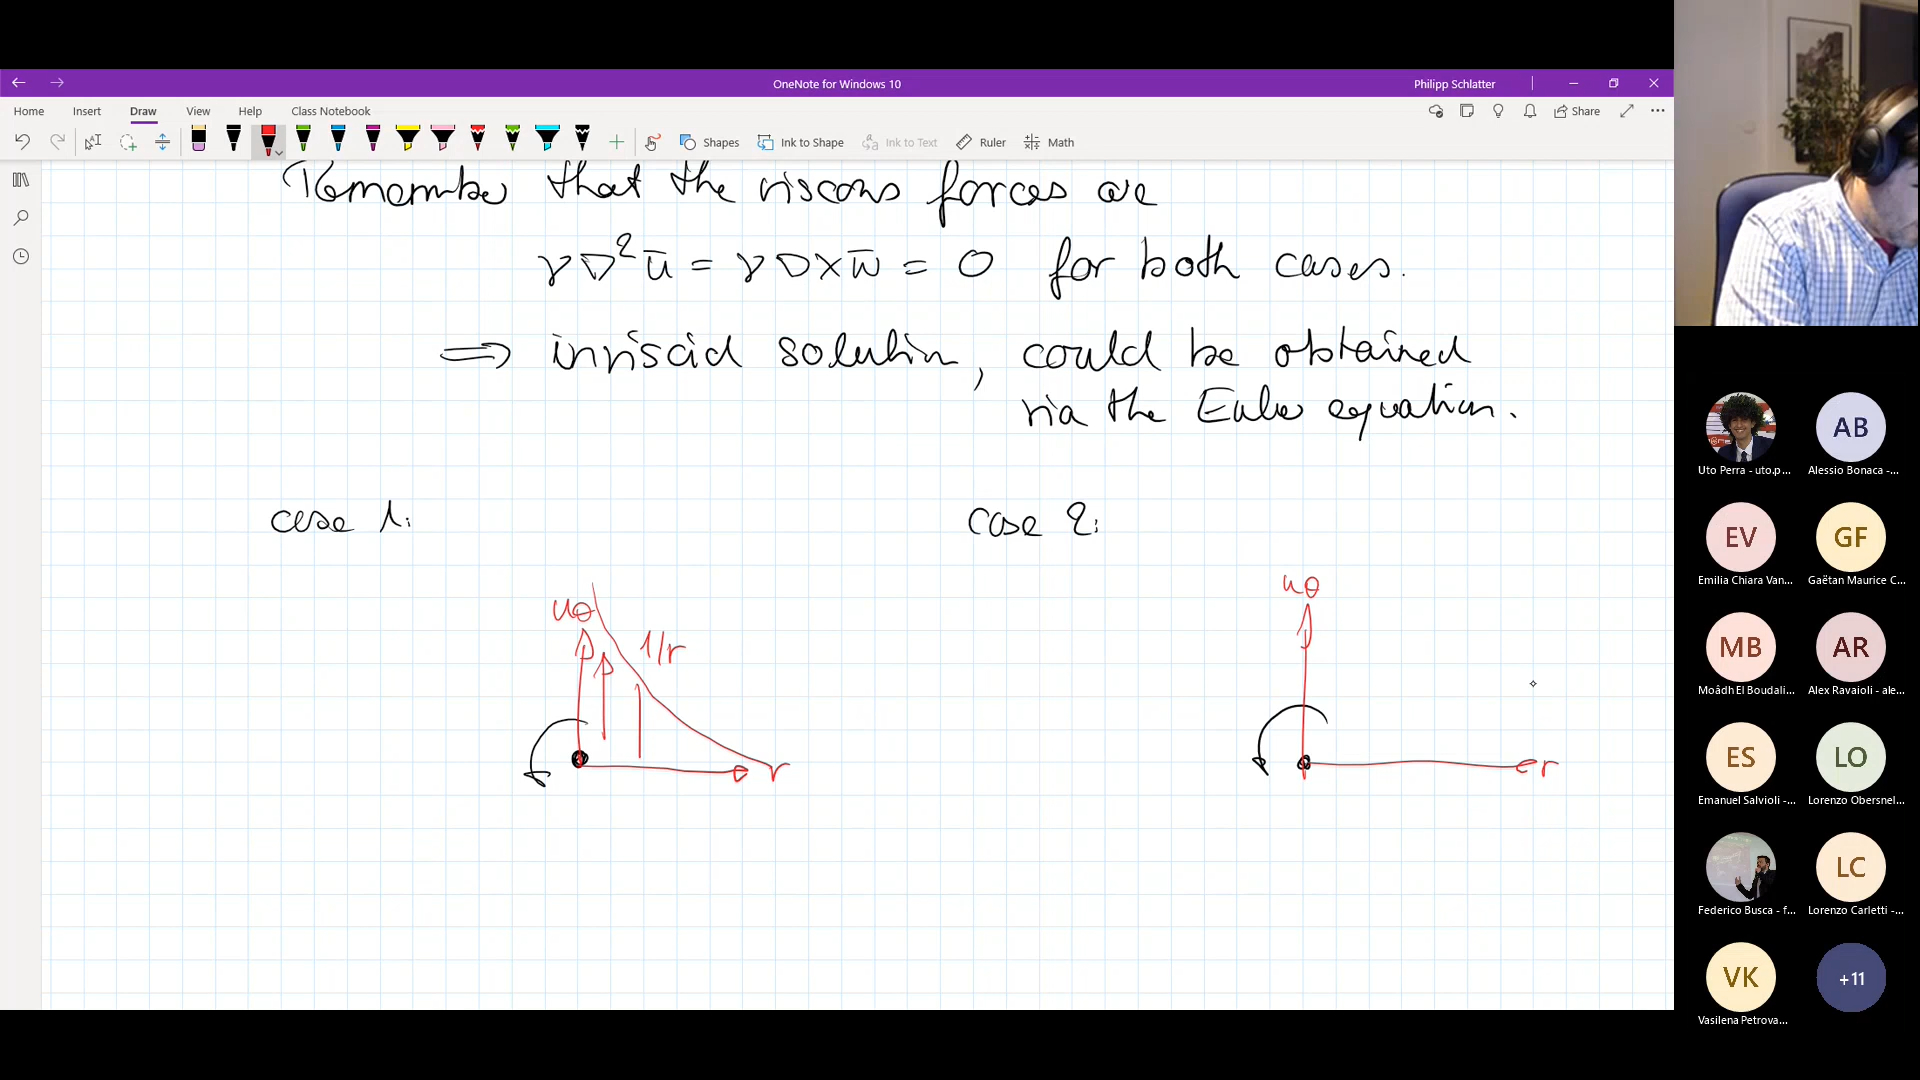 OneNote for Windows 10
Philipp Schlatter
Home Insert Draw View Help Class Notebook
Share
Shapes Ink to Shape Ink to Text Ruler Math
Remember that the viscous forces are
ν∇²ū = ν∇×ω̄ = 0 for both cases.
⇒ inviscid solution, could be obtained
via the Euler equation.
case 1:
case 2:
uθ
1/r
r
uθ
r
Uto Perra - uto.p...
AB
Alessio Bonaca -...
EV
Emilia Chiara Van...
GF
Gaëtan Maurice C...
MB
Moâdh El Boudali...
AR
Alex Ravaioli - ale...
ES
Emanuel Salvioli -...
LO
Lorenzo Obersnel...
Federico Busca - f...
LC
Lorenzo Carletti -...
VK
Vasilena Petrova...
+11